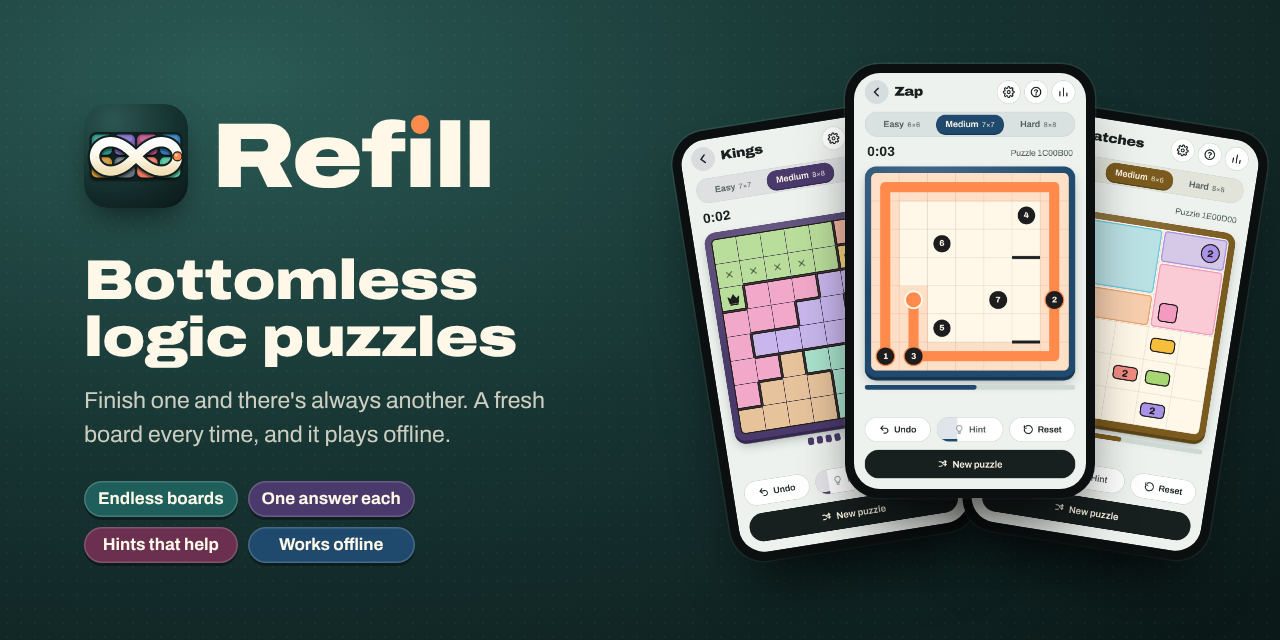 Refill
Bottomless
logic puzzles
Finish one and there's always another. A fresh
board every time, and it plays offline.
Endless boards
One answer each
Hints that help
Works offline
Kings
Easy 7×7
Medium 8×8
0:02
Undo
New puzzle
Zap
Easy 6×6
Medium 7×7
Hard 8×8
0:03
Puzzle 1C00B00
4
6
7
2
5
1
3
Undo
Hint
Reset
New puzzle
atches
Medium 6×6
Hard 8×8
Puzzle 1E00D00
2
2
2
Hint
Reset
New puzzle